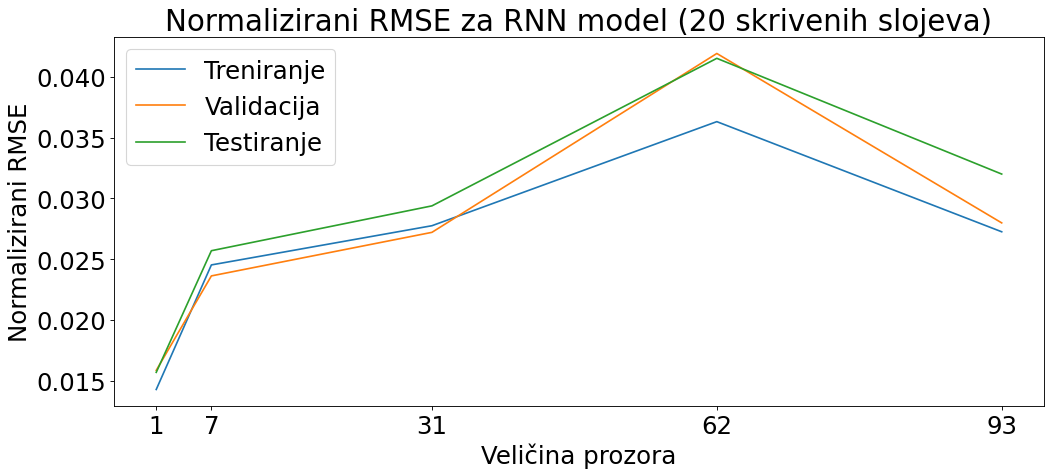 Normalizirani RMSE za RNN model (20 skrivenih slojeva)
Treniranje
Validacija
Testiranje
Normalizirani RMSE
0.040
0.035
0.030
0.025
0.020
0.015
1 7 31 62 93
Veličina prozora